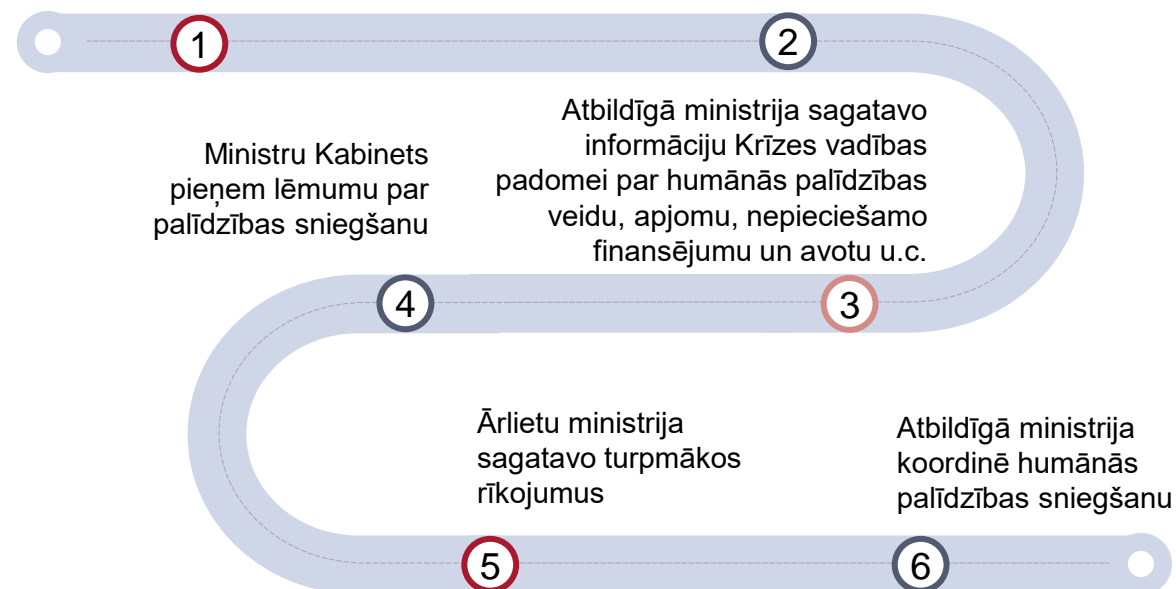 1
2
Ministru Kabinets
pieņem lēmumu par
palīdzības sniegšanu
Atbildīgā ministrija sagatavo
informāciju Krīzes vadības
padomei par humānās palīdzības
veidu, apjomu, nepieciešamo
finansējumu un avotu u.c.
4
3
Ārlietu ministrija
sagatavo turpmākos
rīkojumus
Atbildīgā ministrija
koordinē humānās
palīdzības sniegšanu
5
6